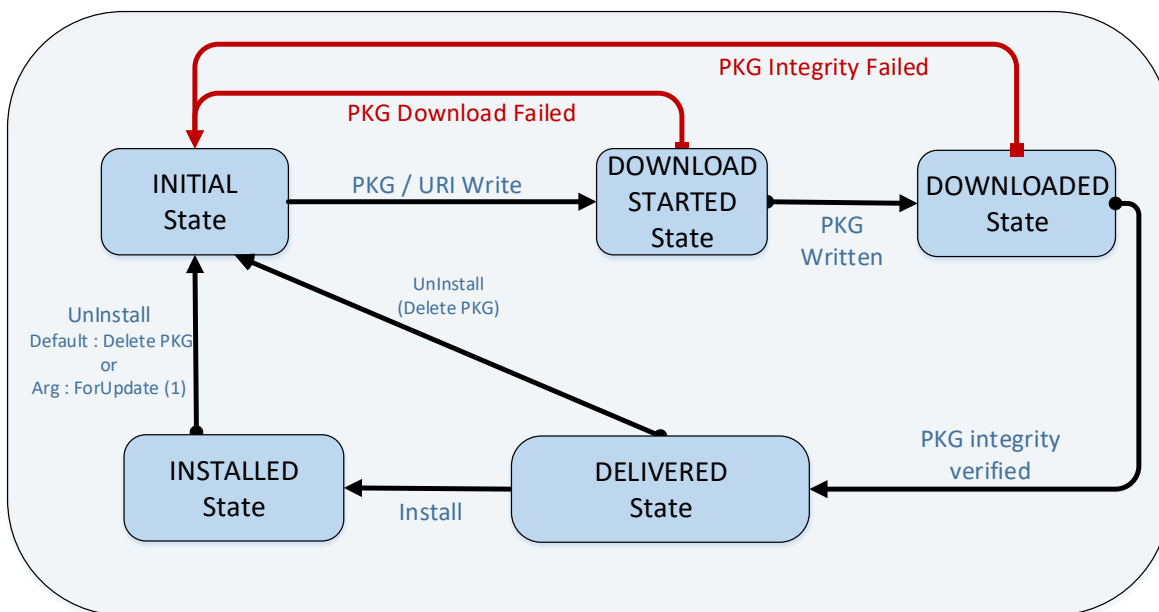 PKG Integrity Failed
PKG Download Failed
INITIAL
State
PKG / URI Write
DOWNLOAD
STARTED
State
PKG
Written
DOWNLOADED
State
UnInstall
(Delete PKG)
UnInstall
Default : Delete PKG
or
Arg : ForUpdate (1)
INSTALLED
State
Install
DELIVERED
State
PKG integrity
verified